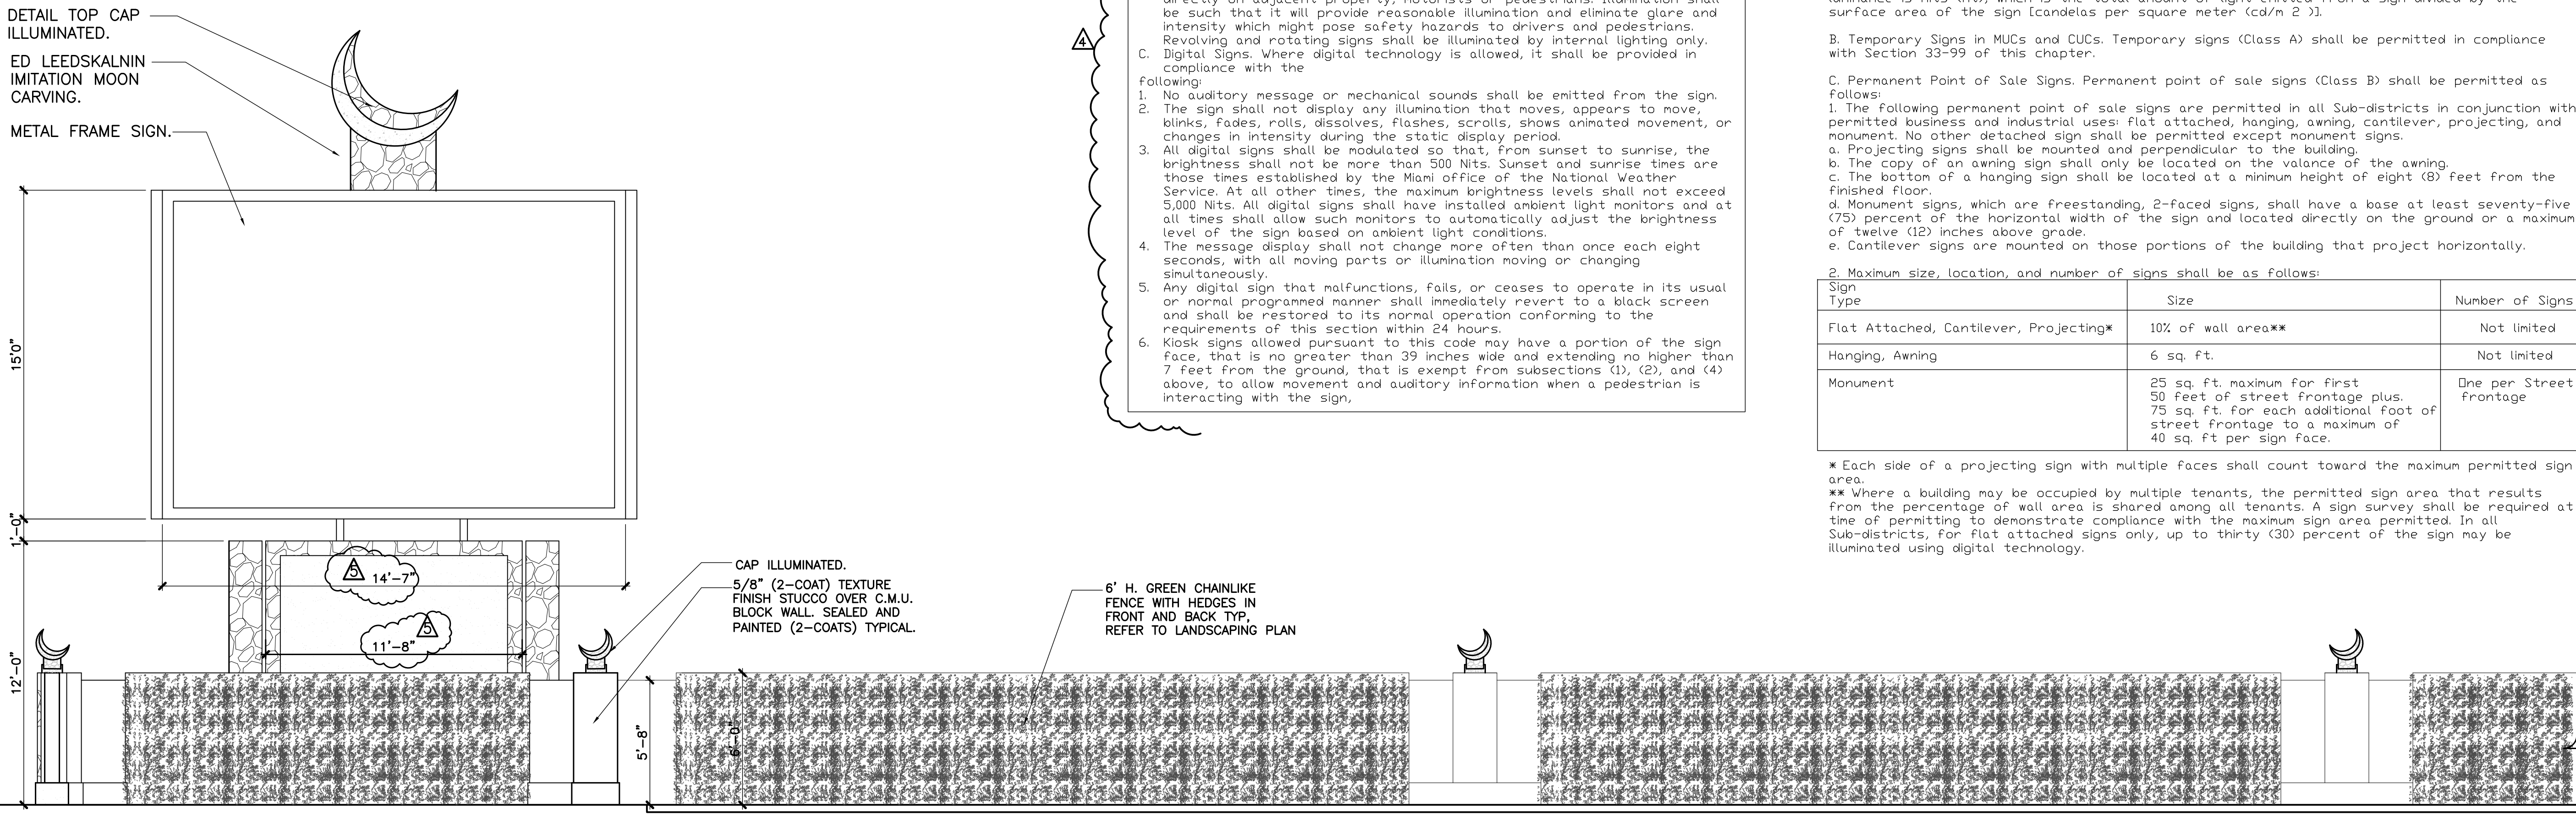 DETAIL TOP CAP
ILLUMINATED.
ED LEEDSKALNIN
IMITATION MOON
CARVING.
METAL FRAME SIGN.
15'0"
1'-0"
12'-0"
5
14'-7"
5
11'-8"
CAP ILLUMINATED.
5/8" (2-COAT) TEXTURE
FINISH STUCCO OVER C.M.U.
BLOCK WALL. SEALED AND
PAINTED (2-COATS) TYPICAL.
5'-8"
6'-0"
6' H. GREEN CHAINLIKE
FENCE WITH HEDGES IN
FRONT AND BACK TYP,
REFER TO LANDSCAPING PLAN
4
directly on adjacent property, motorists or pedestrians. Illumination shall
be such that it will provide reasonable illumination and eliminate glare and
intensity which might pose safety hazards to drivers and pedestrians.
Revolving and rotating signs shall be illuminated by internal lighting only.
C. Digital Signs. Where digital technology is allowed, it shall be provided in
compliance with the
following:
1. No auditory message or mechanical sounds shall be emitted from the sign.
2. The sign shall not display any illumination that moves, appears to move,
blinks, fades, rolls, dissolves, flashes, scrolls, shows animated movement, or
changes in intensity during the static display period.
3. All digital signs shall be modulated so that, from sunset to sunrise, the
brightness shall not be more than 500 Nits. Sunset and sunrise times are
those times established by the Miami office of the National Weather
Service. At all other times, the maximum brightness levels shall not exceed
5,000 Nits. All digital signs shall have installed ambient light monitors and at
all times shall allow such monitors to automatically adjust the brightness
level of the sign based on ambient light conditions.
4. The message display shall not change more often than once each eight
seconds, with all moving parts or illumination moving or changing
simultaneously.
5. Any digital sign that malfunctions, fails, or ceases to operate in its usual
or normal programmed manner shall immediately revert to a black screen
and shall be restored to its normal operation conforming to the
requirements of this section within 24 hours.
6. Kiosk signs allowed pursuant to this code may have a portion of the sign
face, that is no greater than 39 inches wide and extending no higher than
7 feet from the ground, that is exempt from subsections (1), (2), and (4)
above, to allow movement and auditory information when a pedestrian is
interacting with the sign,
luminance is nits (nt), which is the total amount of light emitted from a sign divided by the
surface area of the sign [candelas per square meter (cd/m 2 )].
B. Temporary Signs in MUCs and CUCs. Temporary signs (Class A) shall be permitted in compliance
with Section 33-99 of this chapter.
C. Permanent Point of Sale Signs. Permanent point of sale signs (Class B) shall be permitted as
follows:
1. The following permanent point of sale signs are permitted in all Sub-districts in conjunction with
permitted business and industrial uses: flat attached, hanging, awning, cantilever, projecting, and
monument. No other detached sign shall be permitted except monument signs.
a. Projecting signs shall be mounted and perpendicular to the building.
b. The copy of an awning sign shall only be located on the valance of the awning.
c. The bottom of a hanging sign shall be located at a minimum height of eight (8) feet from the
finished floor.
d. Monument signs, which are freestanding, 2-faced signs, shall have a base at least seventy-five
(75) percent of the horizontal width of the sign and located directly on the ground or a maximum
of twelve (12) inches above grade.
e. Cantilever signs are mounted on those portions of the building that project horizontally.
2. Maximum size, location, and number of signs shall be as follows:
Sign
Type
Size
Number of Signs
Flat Attached, Cantilever, Projecting*
10% of wall area**
Not limited
Hanging, Awning
6 sq. ft.
Not limited
Monument
25 sq. ft. maximum for first
50 feet of street frontage plus.
75 sq. ft. for each additional foot of
street frontage to a maximum of
40 sq. ft per sign face.
One per Street
frontage
* Each side of a projecting sign with multiple faces shall count toward the maximum permitted sign
area.
** Where a building may be occupied by multiple tenants, the permitted sign area that results
from the percentage of wall area is shared among all tenants. A sign survey shall be required at
time of permitting to demonstrate compliance with the maximum sign area permitted. In all
Sub-districts, for flat attached signs only, up to thirty (30) percent of the sign may be
illuminated using digital technology.